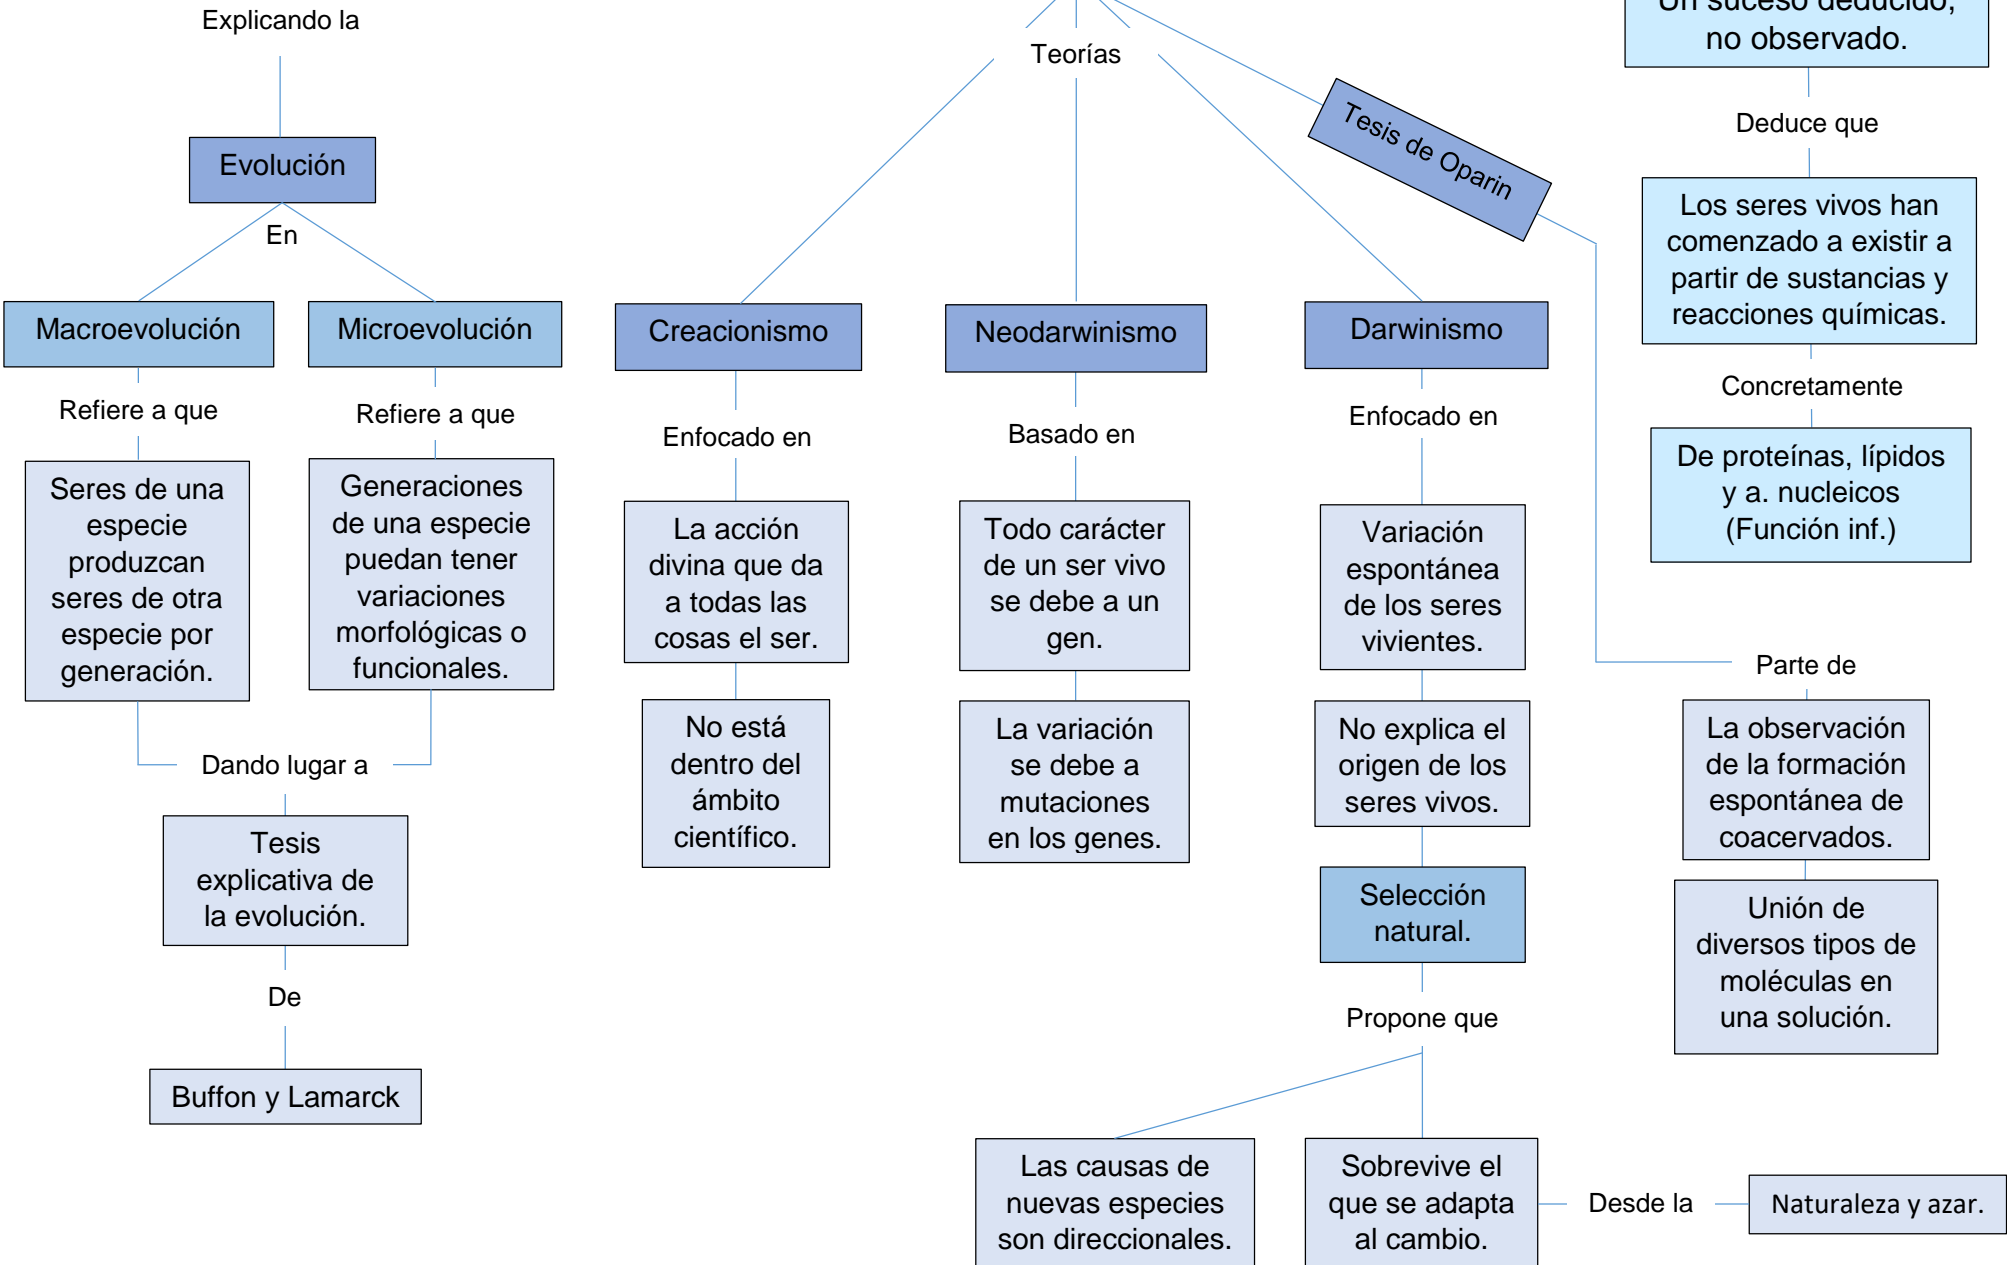 Explicando la
Evolución
En
Macroevolución
Microevolución
Refiere a que
Refiere a que
Seres de una
especie
produzcan
seres de otra
especie por
generación.
Generaciones
de una especie
puedan tener
variaciones
morfológicas o
funcionales.
Dando lugar a
Tesis
explicativa de
la evolución.
De
Buffon y Lamarck
Teorías
Creacionismo
Enfocado en
La acción
divina que da
a todas las
cosas el ser.
No está
dentro del
ámbito
científico.
Neodarwinismo
Basado en
Todo carácter
de un ser vivo
se debe a un
gen.
La variación
se debe a
mutaciones
en los genes.
Darwinismo
Enfocado en
Variación
espontánea
de los seres
vivientes.
No explica el
origen de los
seres vivos.
Selección
natural.
Propone que
Las causas de
nuevas especies
son direccionales.
Sobrevive el
que se adapta
al cambio.
Desde la
Naturaleza y azar.
Tesis de Oparin
Parte de
La observación
de la formación
espontánea de
coacervados.
Unión de
diversos tipos de
moléculas en
una solución.
Un suceso deducido,
no observado.
Deduce que
Los seres vivos han
comenzado a existir a
partir de sustancias y
reacciones químicas.
Concretamente
De proteínas, lípidos
y a. nucleicos
(Función inf.)